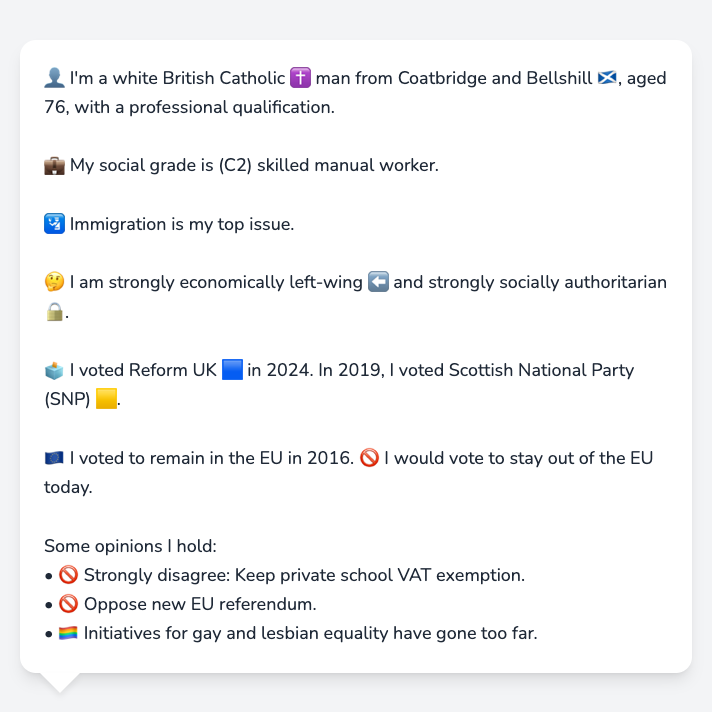 👤 I'm a white British Catholic ✝️ man from Coatbridge and Bellshill 🏴󠁧󠁢󠁳󠁣󠁴󠁿, aged
76, with a professional qualification.
💼 My social grade is (C2) skilled manual worker.
🛂 Immigration is my top issue.
🤔 I am strongly economically left-wing ⬅️ and strongly socially authoritarian
🔒.
🗳️ I voted Reform UK 🟦 in 2024. In 2019, I voted Scottish National Party
(SNP) 🟨.
🇪🇺 I voted to remain in the EU in 2016. 🚫 I would vote to stay out of the EU
today.
Some opinions I hold:
• 🚫 Strongly disagree: Keep private school VAT exemption.
• 🚫 Oppose new EU referendum.
• 🏳️‍🌈 Initiatives for gay and lesbian equality have gone too far.